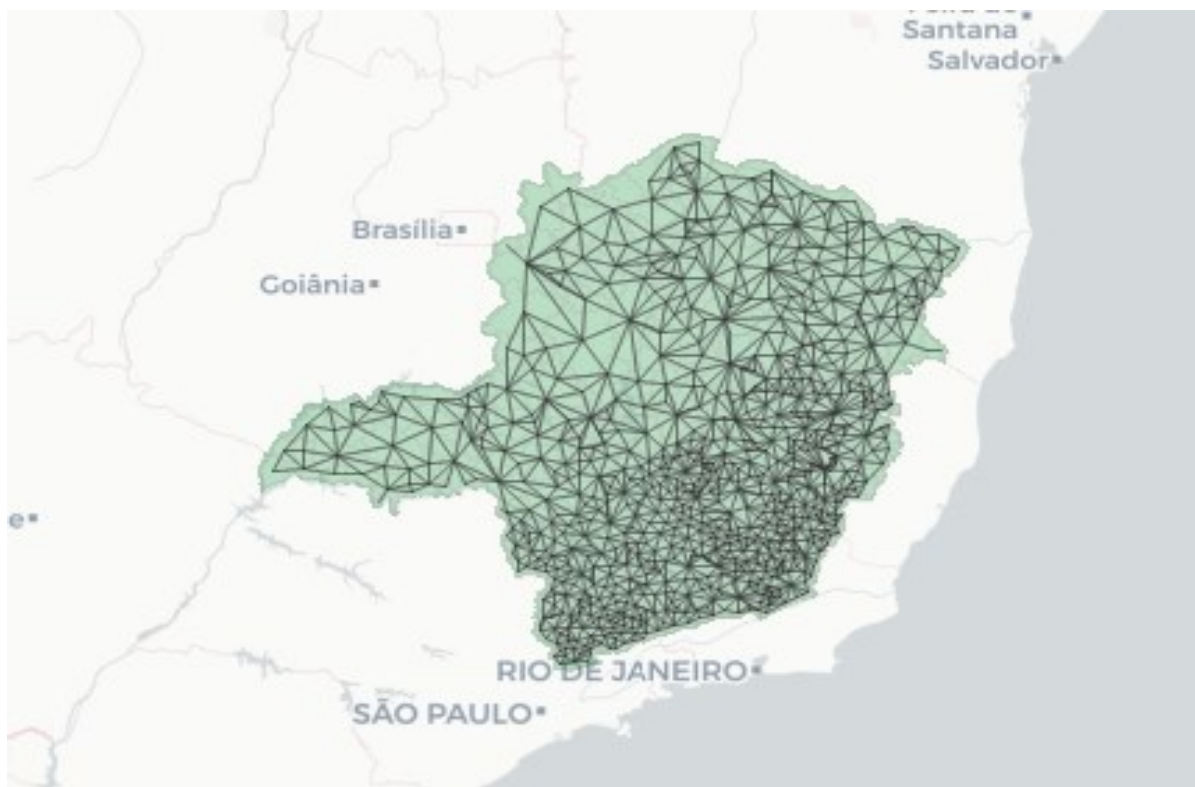 Santana
Salvador
Brasília
Goiânia
e
RIO DE JANEIRO
SÃO PAULO